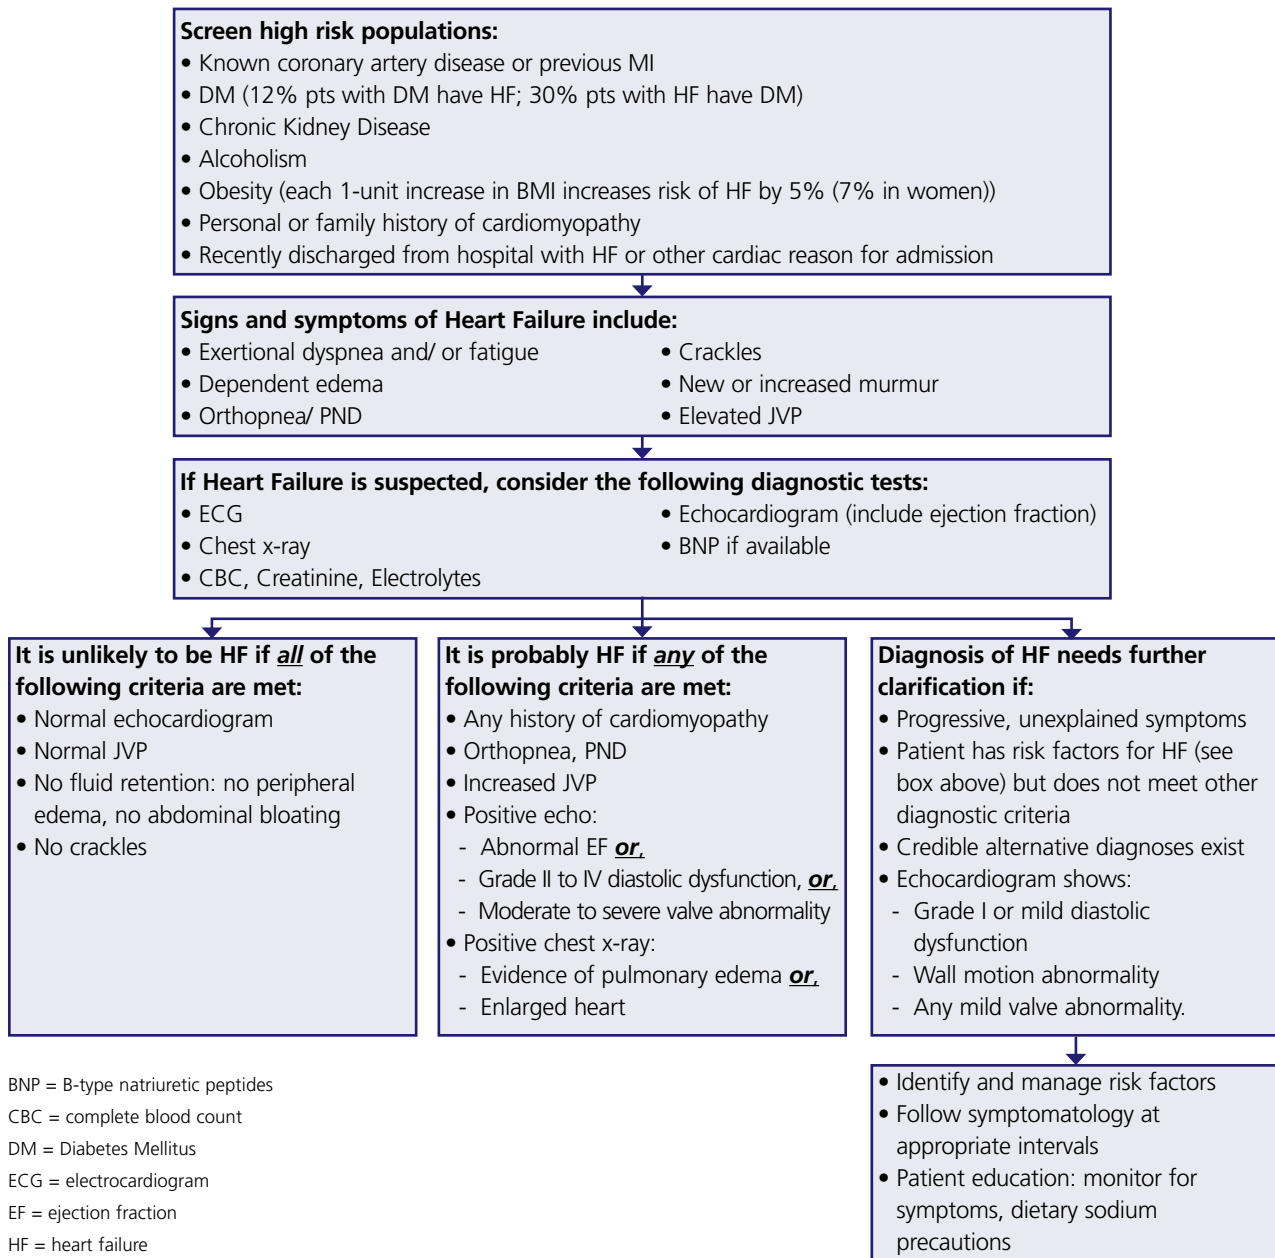 Screen high risk populations:
• Known coronary artery disease or previous MI
• DM (12% pts with DM have HF; 30% pts with HF have DM)
• Chronic Kidney Disease
• Alcoholism
• Obesity (each 1-unit increase in BMI increases risk of HF by 5% (7% in women))
• Personal or family history of cardiomyopathy
• Recently discharged from hospital with HF or other cardiac reason for admission
Signs and symptoms of Heart Failure include:
• Exertional dyspnea and/ or fatigue
• Dependent edema
• Orthopnea/ PND
• Crackles
• New or increased murmur
• Elevated JVP
If Heart Failure is suspected, consider the following diagnostic tests:
• ECG
• Chest x-ray
• CBC, Creatinine, Electrolytes
• Echocardiogram (include ejection fraction)
• BNP if available
It is unlikely to be HF if all of the
following criteria are met:
• Normal echocardiogram
• Normal JVP
• No fluid retention: no peripheral
edema, no abdominal bloating
• No crackles
It is probably HF if any of the
following criteria are met:
• Any history of cardiomyopathy
• Orthopnea, PND
• Increased JVP
• Positive echo:
- Abnormal EF or,
- Grade II to IV diastolic dysfunction, or,
- Moderate to severe valve abnormality
• Positive chest x-ray:
- Evidence of pulmonary edema or,
- Enlarged heart
Diagnosis of HF needs further
clarification if:
• Progressive, unexplained symptoms
• Patient has risk factors for HF (see
box above) but does not meet other
diagnostic criteria
• Credible alternative diagnoses exist
• Echocardiogram shows:
- Grade I or mild diastolic
dysfunction
- Wall motion abnormality
- Any mild valve abnormality.
• Identify and manage risk factors
• Follow symptomatology at
appropriate intervals
• Patient education: monitor for
symptoms, dietary sodium
precautions
BNP = B-type natriuretic peptides
CBC = complete blood count
DM = Diabetes Mellitus
ECG = electrocardiogram
EF = ejection fraction
HF = heart failure